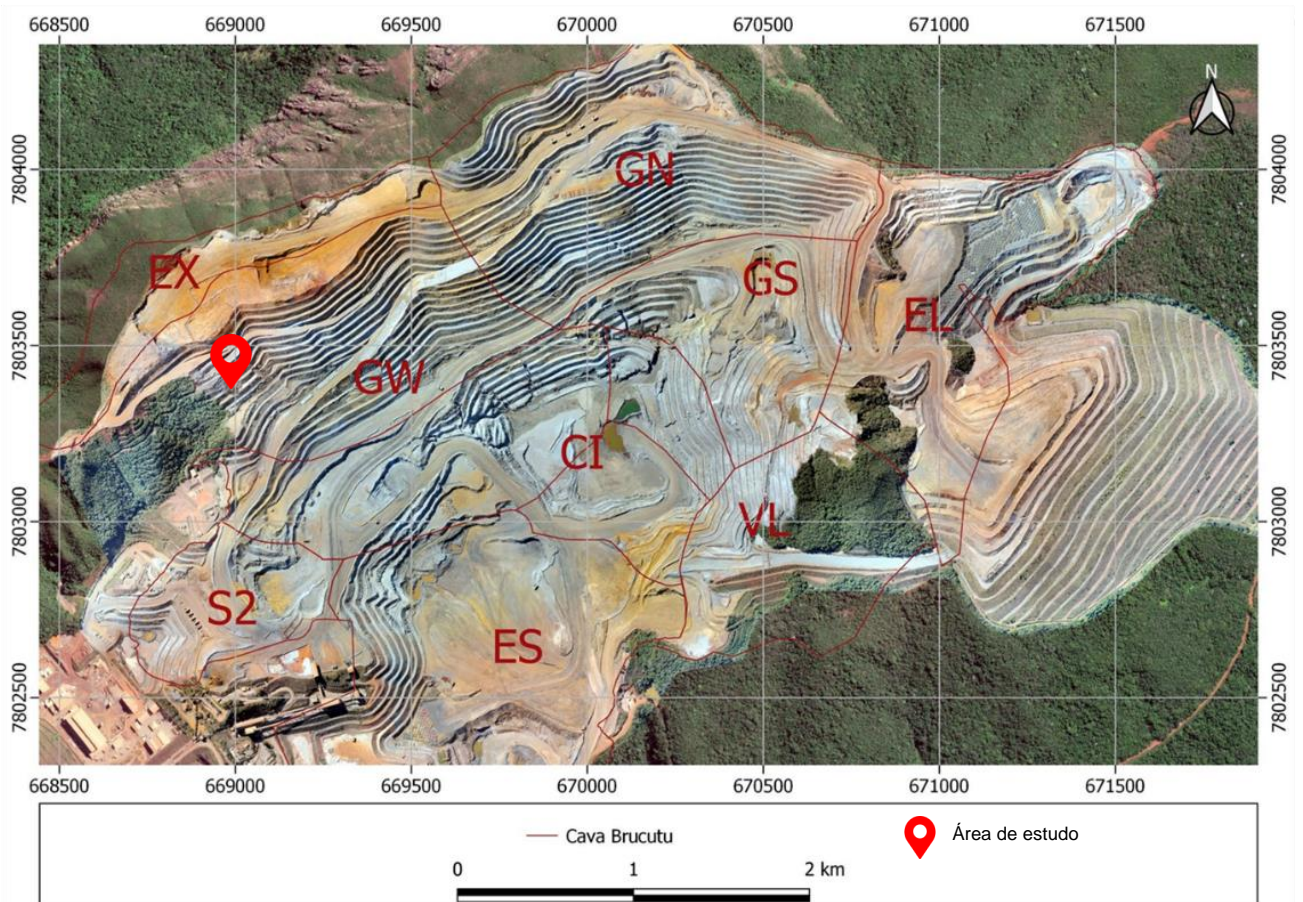 668500 669000 669500 670000 670500 671000 671500
N
7804000 7804000
GN
EX
GS
EL
7803500 7803500
GW
CI
7803000 7803000
VL
S2
ES
7802500 7802500
668500 669000 669500 670000 670500 671000 671500
Cava Brucutu
Área de estudo
0 1 2 km